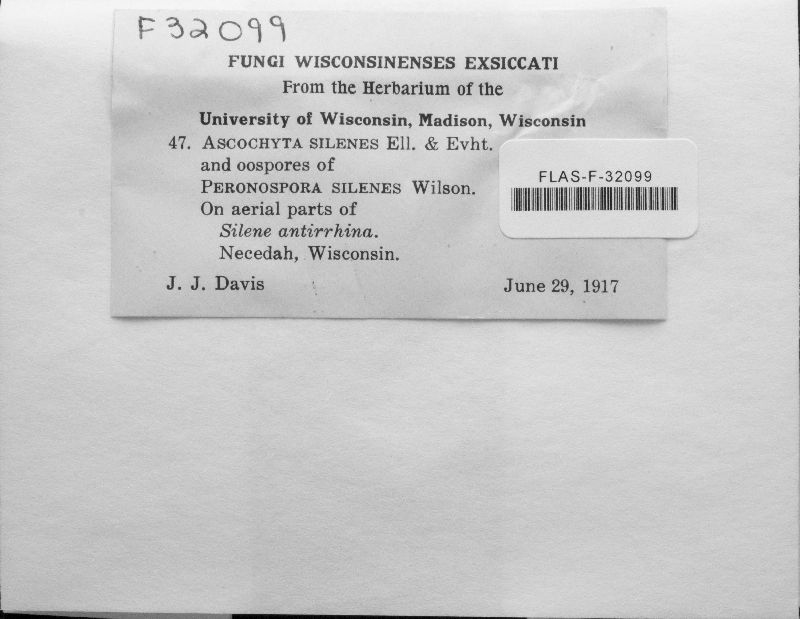 F32099
FUNGI WISCONSINENSES EXSICCATI
From the Herbarium of the
University of Wisconsin, Madison, Wisconsin
47. ASCOCHYTA SILENES Ell. & Evht.
and oospores of
PERONOSPORA SILENES Wilson.
On aerial parts of
Silene antirrhina.
Necedah, Wisconsin.
J. J. Davis June 29, 1917
FLAS-F-32099